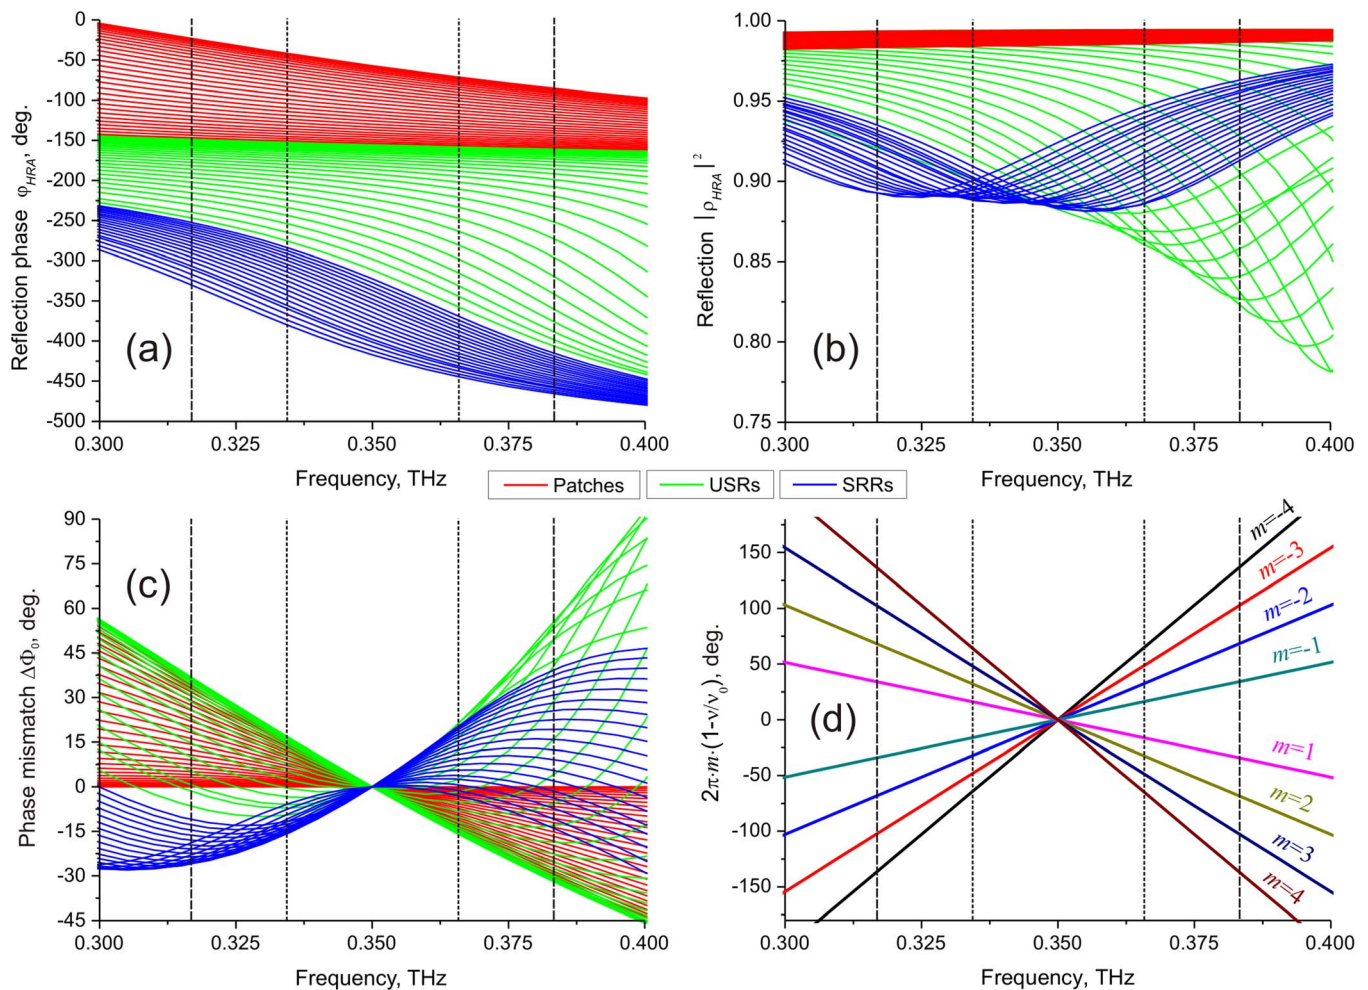 0
-50
-100
-150
-200
-250
-300
-350
-400
-450
-500
Reflection phase φHRA, deg.
(a)
0.300 0.325 0.350 0.375 0.400
Frequency, THz
1.00
0.95
0.90
0.85
0.80
0.75
Reflection |ρHRA|²
(b)
0.300 0.325 0.350 0.375 0.400
Frequency, THz
Patches USRs SRRs
90
75
60
45
30
15
0
-15
-30
-45
Phase mismatch ΔΦ0, deg.
(c)
0.300 0.325 0.350 0.375 0.400
Frequency, THz
150
100
50
0
-50
-100
-150
2π·m·(1-ν/ν0), deg.
(d)
m=-4
m=-3
m=-2
m=-1
m=1
m=2
m=3
m=4
0.300 0.325 0.350 0.375 0.400
Frequency, THz